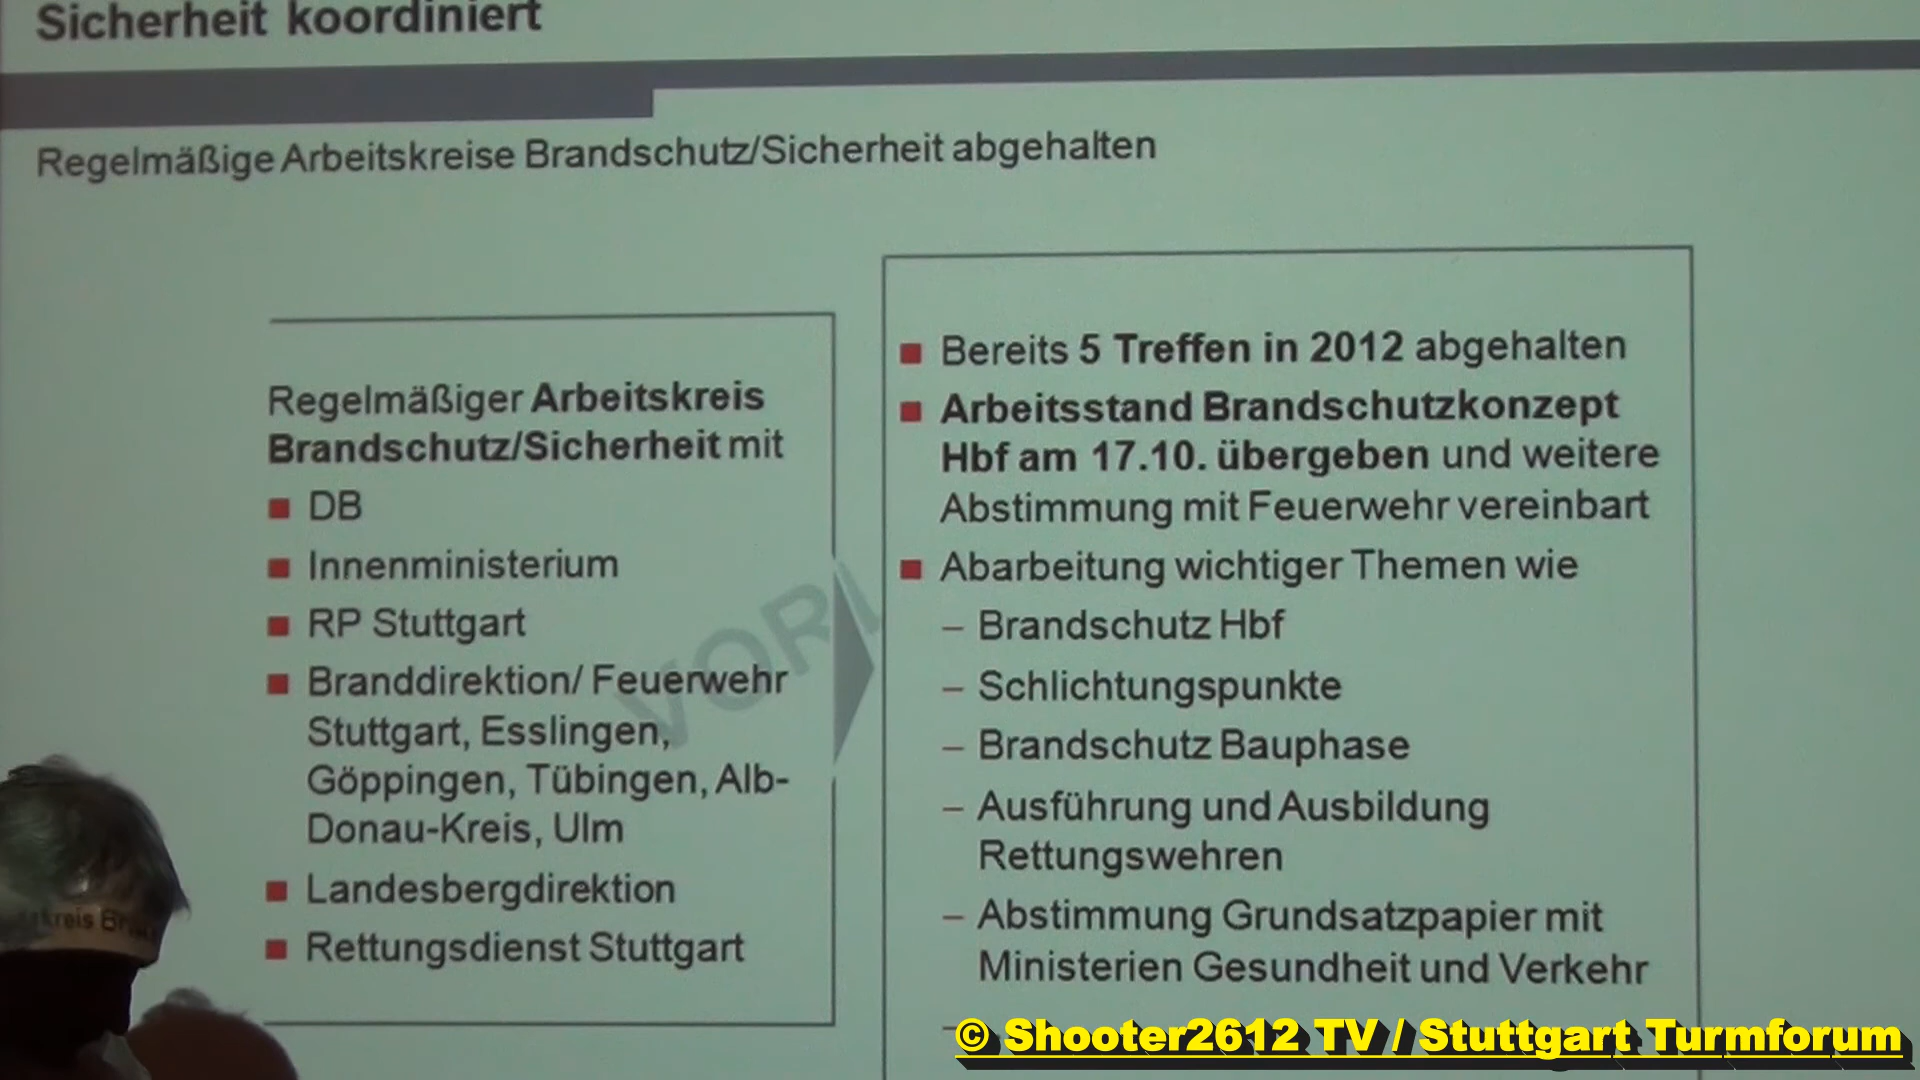 Sicherheit koordiniert
Regelmäßige Arbeitskreise Brandschutz/Sicherheit abgehalten
Regelmäßiger Arbeitskreis
Brandschutz/Sicherheit mit
DB
Innenministerium
RP Stuttgart
Branddirektion/ Feuerwehr
Stuttgart, Esslingen,
Göppingen, Tübingen, Alb-
Donau-Kreis, Ulm
Landesbergdirektion
Rettungsdienst Stuttgart
Bereits 5 Treffen in 2012 abgehalten
Arbeitsstand Brandschutzkonzept
Hbf am 17.10. übergeben und weitere
Abstimmung mit Feuerwehr vereinbart
Abarbeitung wichtiger Themen wie
– Brandschutz Hbf
– Schlichtungspunkte
– Brandschutz Bauphase
– Ausführung und Ausbildung
Rettungswehren
– Abstimmung Grundsatzpapier mit
Ministerien Gesundheit und Verkehr
© Shooter2612 TV / Stuttgart Turmforum